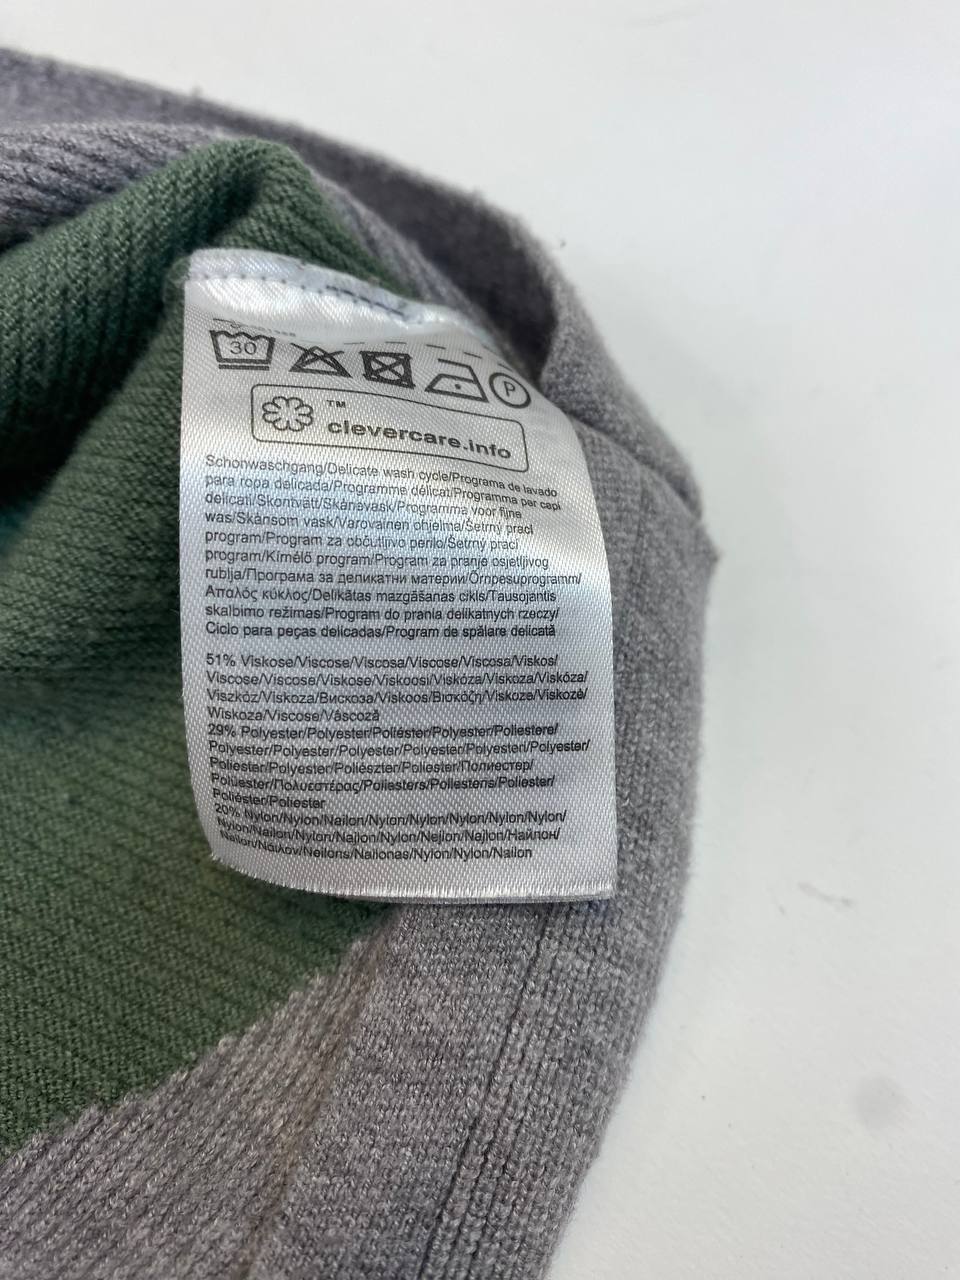 30
P
TM
clevercare.info
Schonwaschgang/Delicate wash cycle/Programa de lavado
para ropa delicada/Programme délicat/Programma per capi
delicati/Skontvätt/Skånevask/Programma voor fijne
was/Skånsom vask/Varovainen ohjelma/Šetrný prací
program/Program za občutljivo perilo/Šetrný prací
program/Kímélő program/Program za pranje osjetljivog
rublja/Програма за деликатни материи/Õrnpesuprogramm/
Απαλός κύκλος/Delikātas mazgāšanas cikls/Tausojantis
skalbimo režimas/Program do prania delikatnych rzeczy/
Ciclo para peças delicadas/Program de spălare delicată
51% Viskose/Viscose/Viscosa/Viscose/Viscosa/Viskos/
Viscose/Viscose/Viskose/Viskoosi/Viskóza/Viskoza/Viskóza/
Viszkóz/Viskoza/Вискоза/Viskoos/Βισκόζη/Viskoze/Viskozė/
Wiskoza/Viscose/Vâscoză
29% Polyester/Polyester/Poliéster/Polyester/Poliestere/
Polyester/Polyester/Polyester/Polyester/Polyesteri/Polyester/
Poliester/Polyester/Poliészter/Poliester/Полиестер/
Polüester/Πολυεστέρας/Poliesters/Poliesteris/Poliester/
Poliéster/Poliester
20% Nylon/Nylon/Nailon/Nylon/Nylon/Nylon/Nylon/Nylon/
Nylon/Nailon/Nylon/Najlon/Nylon/Nejlon/Najlon/Найлон/
Nailon/Νάιλον/Neilons/Nailonas/Nylon/Nylon/Nailon